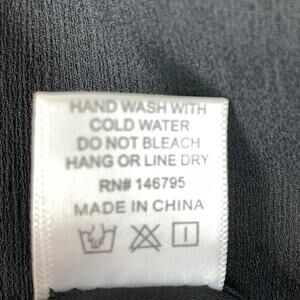 HAND WASH WITH
COLD WATER
DO NOT BLEACH
HANG OR LINE DRY
RN# 146795
MADE IN CHINA